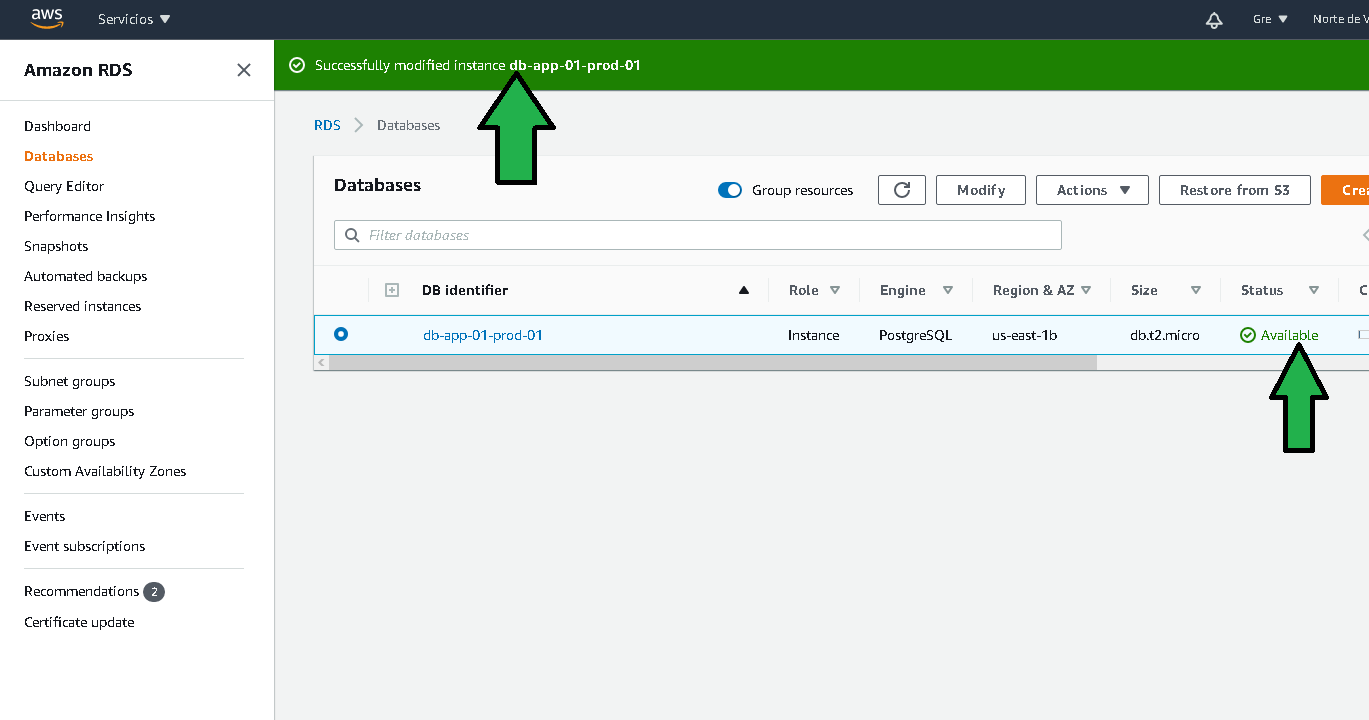 aws Servicios Gre Norte de V
Amazon RDS
Successfully modified instance db-app-01-prod-01
Dashboard
Databases
Query Editor
Performance Insights
Snapshots
Automated backups
Reserved instances
Proxies
Subnet groups
Parameter groups
Option groups
Custom Availability Zones
Events
Event subscriptions
Recommendations 2
Certificate update
RDS Databases
Databases Group resources Modify Actions Restore from S3 Crea
Filter databases
DB identifier Role Engine Region & AZ Size Status C
db-app-01-prod-01 Instance PostgreSQL us-east-1b db.t2.micro Available